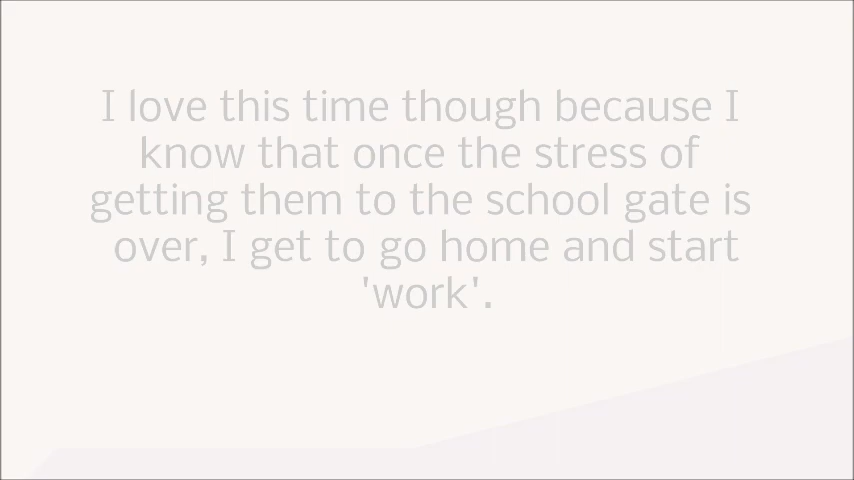 I love this time though because I
know that once the stress of
getting them to the school gate is
over, I get to go home and start
'work'.